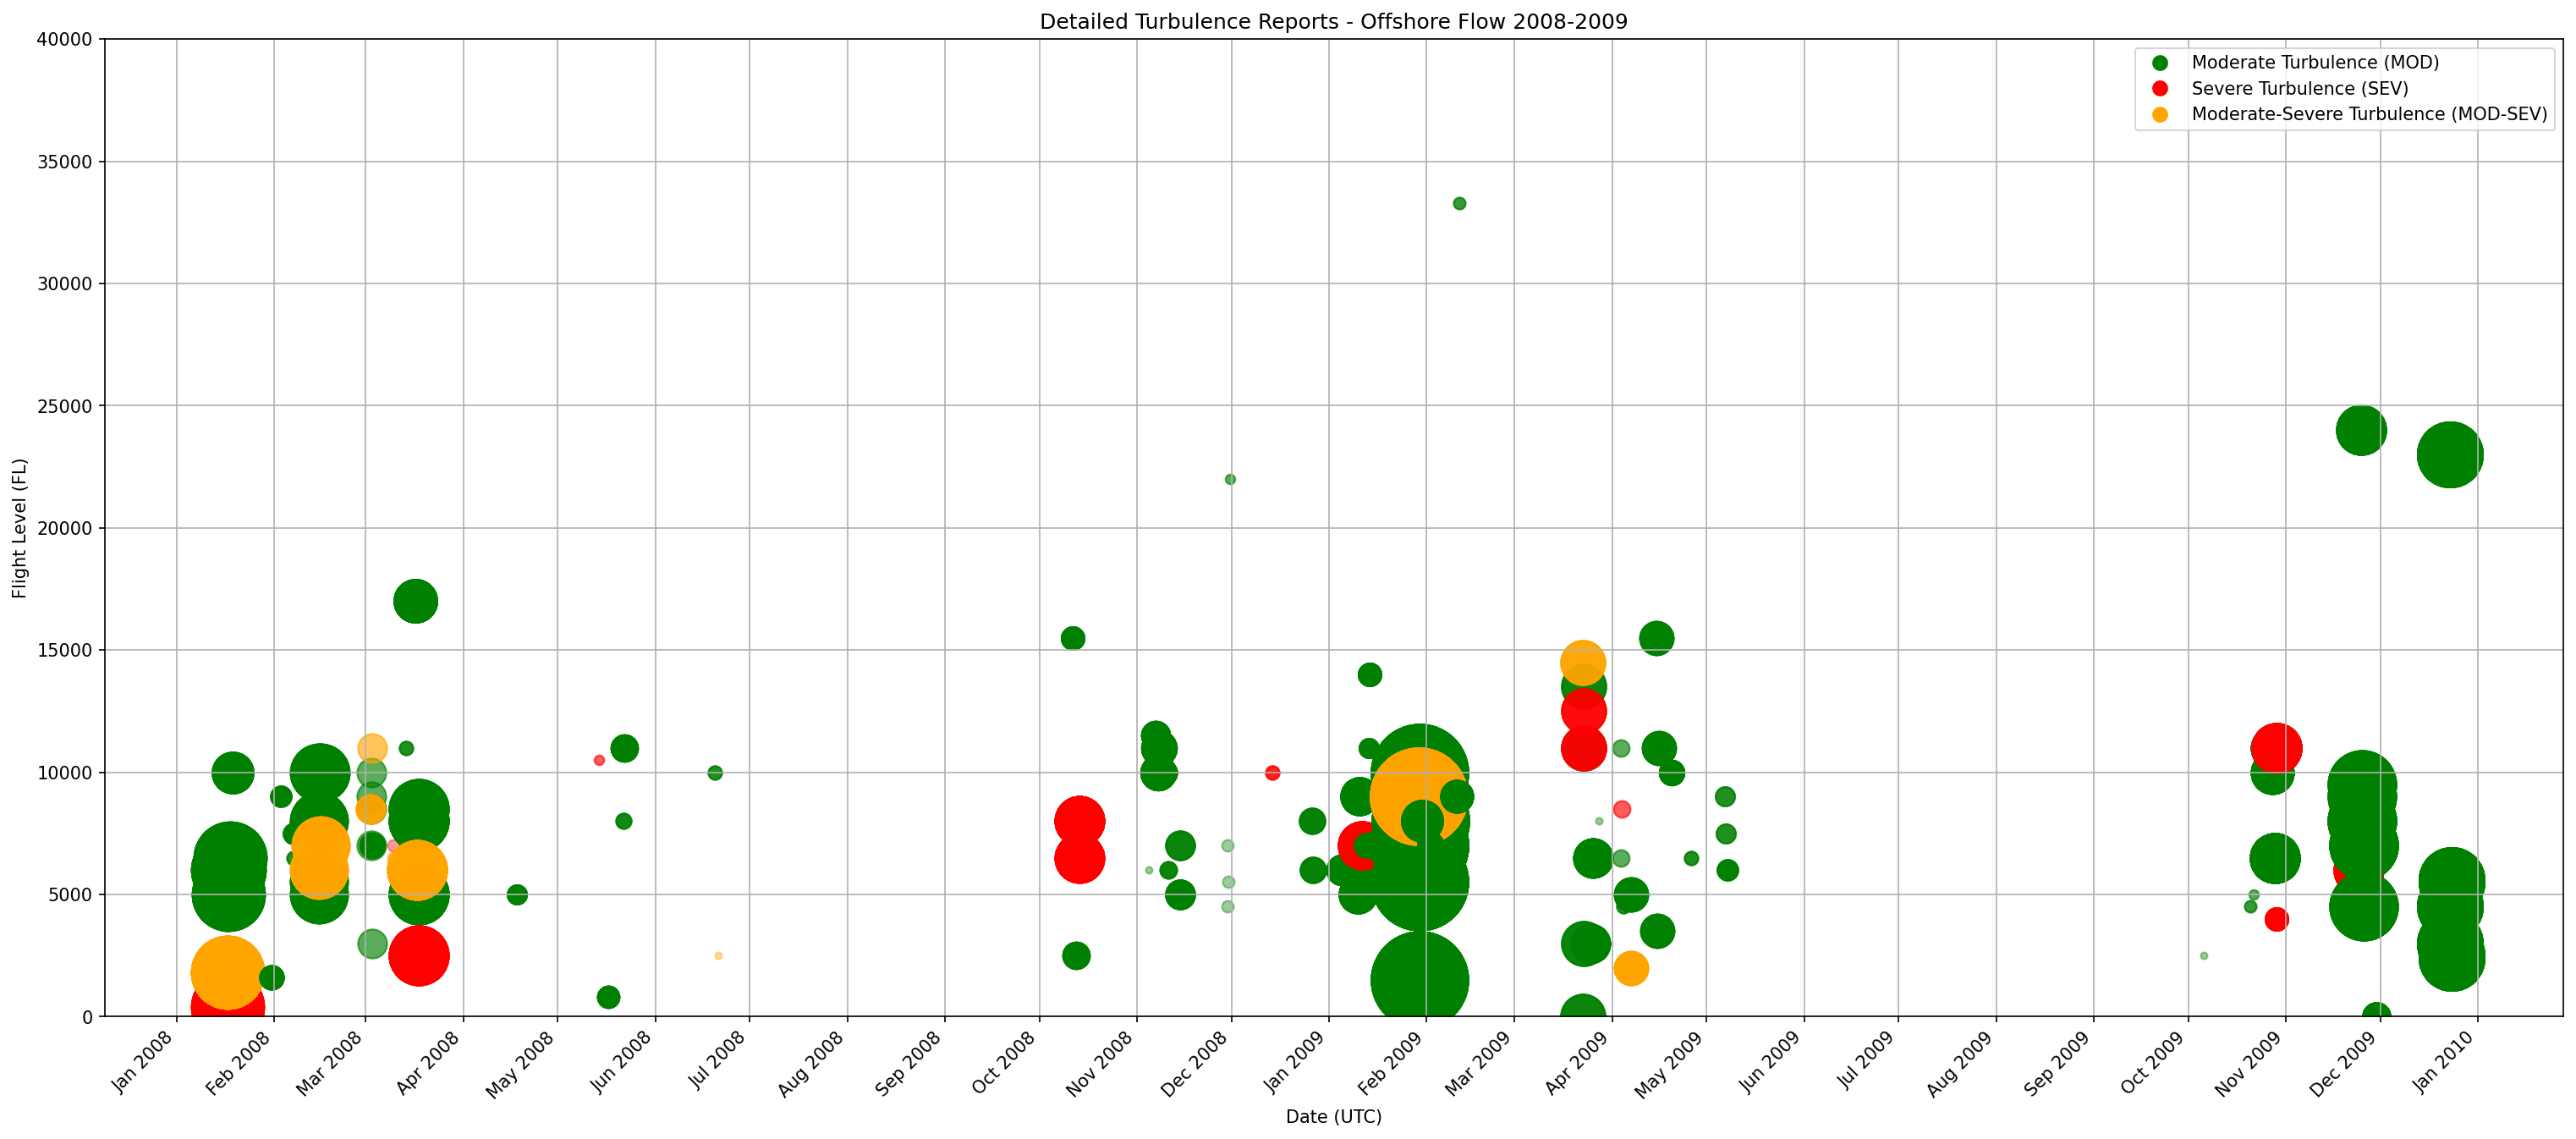 Detailed Turbulence Reports - Offshore Flow 2008-2009
Moderate Turbulence (MOD)
Severe Turbulence (SEV)
Moderate-Severe Turbulence (MOD-SEV)
Flight Level (FL)
40000
35000
30000
25000
20000
15000
10000
5000
0
Jan 2008
Feb 2008
Mar 2008
Apr 2008
May 2008
Jun 2008
Jul 2008
Aug 2008
Sep 2008
Oct 2008
Nov 2008
Dec 2008
Jan 2009
Feb 2009
Mar 2009
Apr 2009
May 2009
Jun 2009
Jul 2009
Aug 2009
Sep 2009
Oct 2009
Nov 2009
Dec 2009
Jan 2010
Date (UTC)